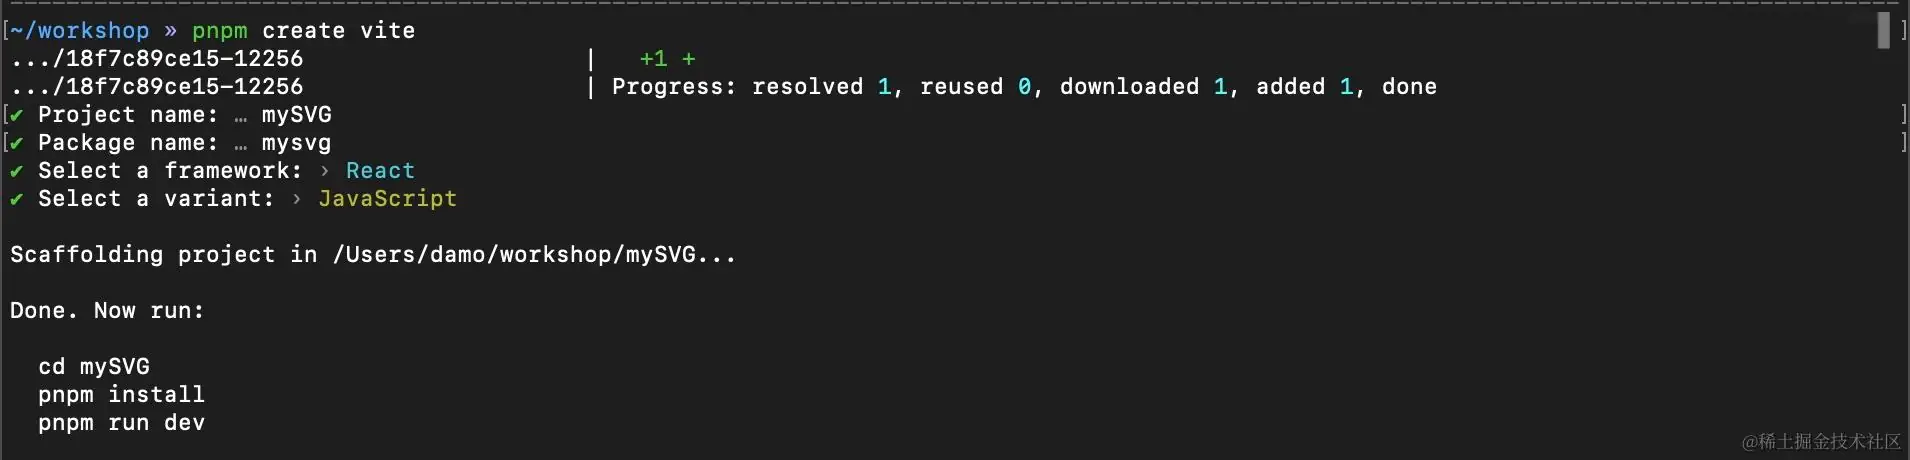 [~/workshop » pnpm create vite ]
.../18f7c89ce15-12256 | +1 +
.../18f7c89ce15-12256 | Progress: resolved 1, reused 0, downloaded 1, added 1, done
[✔ Project name: … mySVG ]
[✔ Package name: … mysvg ]
✔ Select a framework: › React
✔ Select a variant: › JavaScript
Scaffolding project in /Users/damo/workshop/mySVG...
Done. Now run:
cd mySVG
pnpm install
pnpm run dev
@稀土掘金技术社区